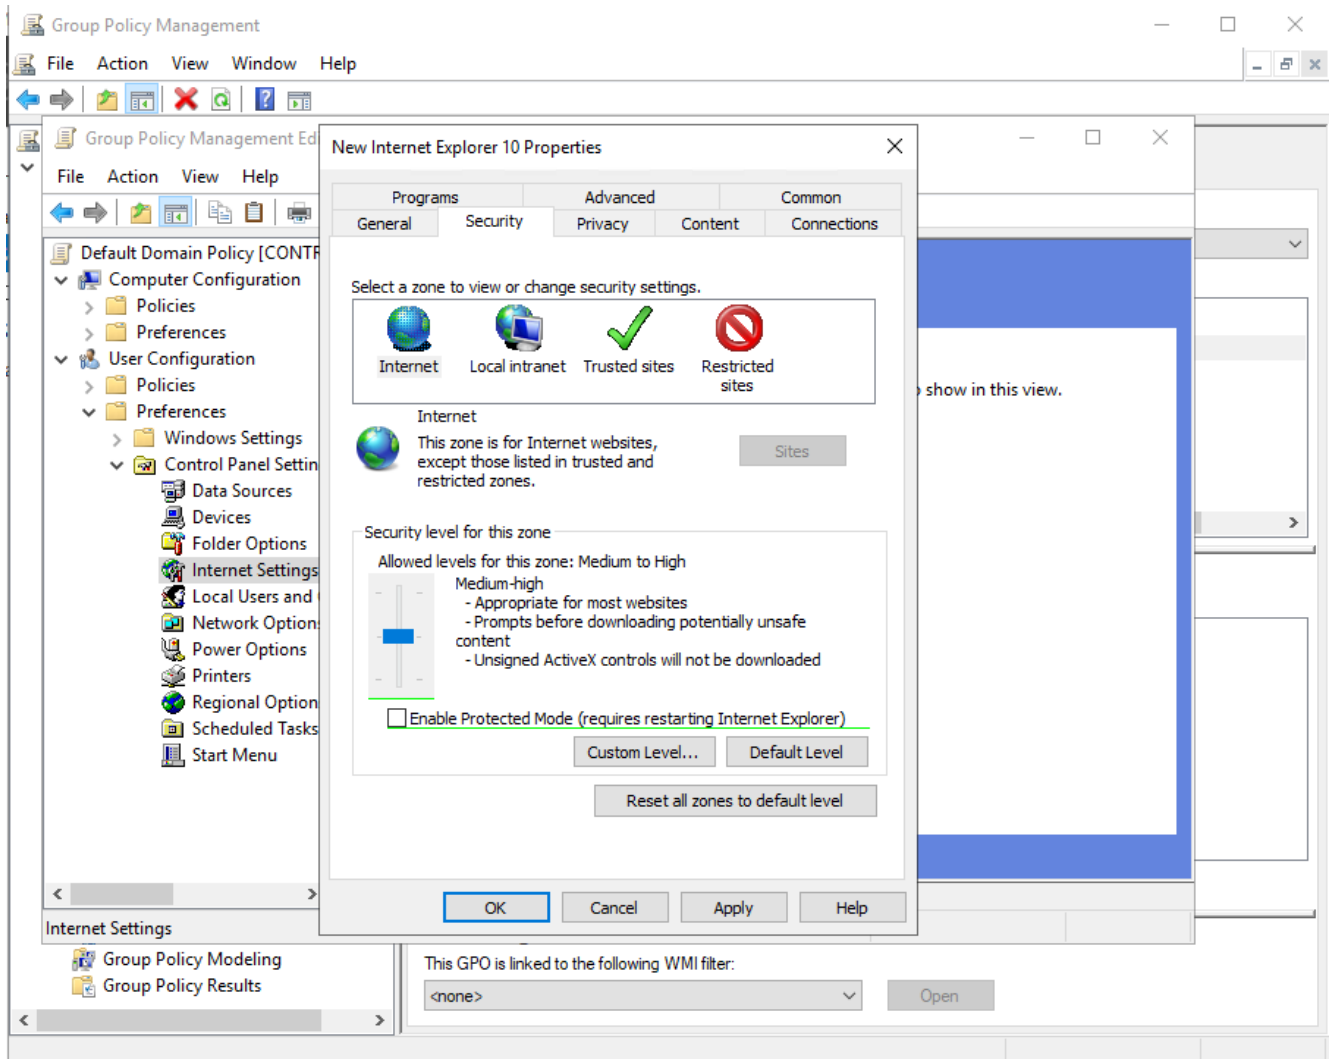 Group Policy Management
File Action View Window Help
Group Policy Management Edi
File Action View Help
Default Domain Policy [CONTR
Computer Configuration
Policies
Preferences
User Configuration
Policies
Preferences
Windows Settings
Control Panel Settin
Data Sources
Devices
Folder Options
Internet Settings
Local Users and
Network Option
Power Options
Printers
Regional Option
Scheduled Tasks
Start Menu
Internet Settings
Group Policy Modeling
Group Policy Results
New Internet Explorer 10 Properties
Programs Advanced Common
General Security Privacy Content Connections
Select a zone to view or change security settings.
Internet Local intranet Trusted sites Restricted
sites
Internet
This zone is for Internet websites,
except those listed in trusted and
restricted zones.
Sites
Security level for this zone
Allowed levels for this zone: Medium to High
Medium-high
- Appropriate for most websites
- Prompts before downloading potentially unsafe
content
- Unsigned ActiveX controls will not be downloaded
Enable Protected Mode (requires restarting Internet Explorer)
Custom Level... Default Level
Reset all zones to default level
OK Cancel Apply Help
show in this view.
This GPO is linked to the following WMI filter:
<none>
Open